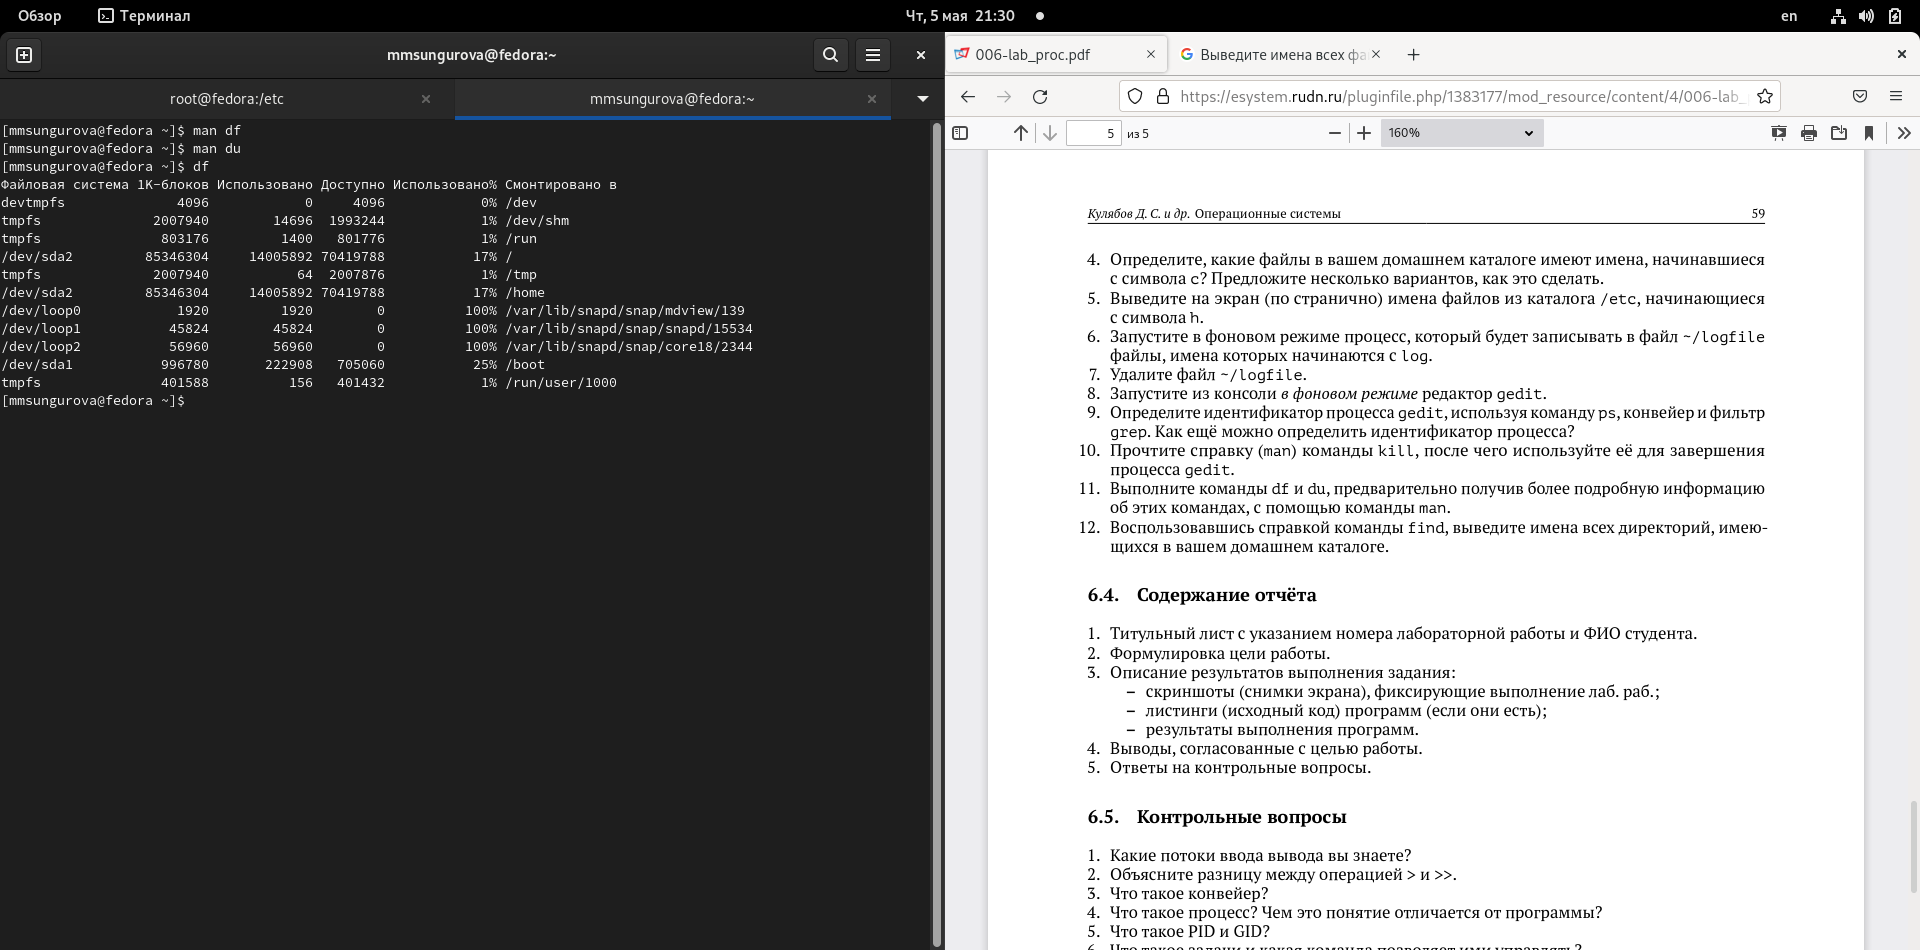 Обзор
Терминал
Чт, 5 мая 21:30
en
mmsungurova@fedora:~
root@fedora:/etc
mmsungurova@fedora:~
[mmsungurova@fedora ~]$ man df
[mmsungurova@fedora ~]$ man du
[mmsungurova@fedora ~]$ df
Файловая система 1K-блоков Использовано Доступно Использовано% Смонтировано в
devtmpfs 4096 0 4096 0% /dev
tmpfs 2007940 14696 1993244 1% /dev/shm
tmpfs 803176 1400 801776 1% /run
/dev/sda2 85346304 14005892 70419788 17% /
tmpfs 2007940 64 2007876 1% /tmp
/dev/sda2 85346304 14005892 70419788 17% /home
/dev/loop0 1920 1920 0 100% /var/lib/snapd/snap/mdview/139
/dev/loop1 45824 45824 0 100% /var/lib/snapd/snap/snapd/15534
/dev/loop2 56960 56960 0 100% /var/lib/snapd/snap/core18/2344
/dev/sda1 996780 222908 705060 25% /boot
tmpfs 401588 156 401432 1% /run/user/1000
[mmsungurova@fedora ~]$
006-lab_proc.pdf
Выведите имена всех фа
https://esystem.rudn.ru/pluginfile.php/1383177/mod_resource/content/4/006-lab_
5 из 5
160%
Кулябов Д. С. и др. Операционные системы 59
4. Определите, какие файлы в вашем домашнем каталоге имеют имена, начинавшиеся
с символа c? Предложите несколько вариантов, как это сделать.
5. Выведите на экран (по странично) имена файлов из каталога /etc, начинающиеся
с символа h.
6. Запустите в фоновом режиме процесс, который будет записывать в файл ~/logfile
файлы, имена которых начинаются с log.
7. Удалите файл ~/logfile.
8. Запустите из консоли в фоновом режиме редактор gedit.
9. Определите идентификатор процесса gedit, используя команду ps, конвейер и фильтр
grep. Как ещё можно определить идентификатор процесса?
10. Прочтите справку (man) команды kill, после чего используйте её для завершения
процесса gedit.
11. Выполните команды df и du, предварительно получив более подробную информацию
об этих командах, с помощью команды man.
12. Воспользовавшись справкой команды find, выведите имена всех директорий, имею-
щихся в вашем домашнем каталоге.
6.4. Содержание отчёта
1. Титульный лист с указанием номера лабораторной работы и ФИО студента.
2. Формулировка цели работы.
3. Описание результатов выполнения задания:
– скриншоты (снимки экрана), фиксирующие выполнение лаб. раб.;
– листинги (исходный код) программ (если они есть);
– результаты выполнения программ.
4. Выводы, согласованные с целью работы.
5. Ответы на контрольные вопросы.
6.5. Контрольные вопросы
1. Какие потоки ввода вывода вы знаете?
2. Объясните разницу между операцией > и >>.
3. Что такое конвейер?
4. Что такое процесс? Чем это понятие отличается от программы?
5. Что такое PID и GID?
6. Что такое задачи и какая команда позволяет ими управлять?